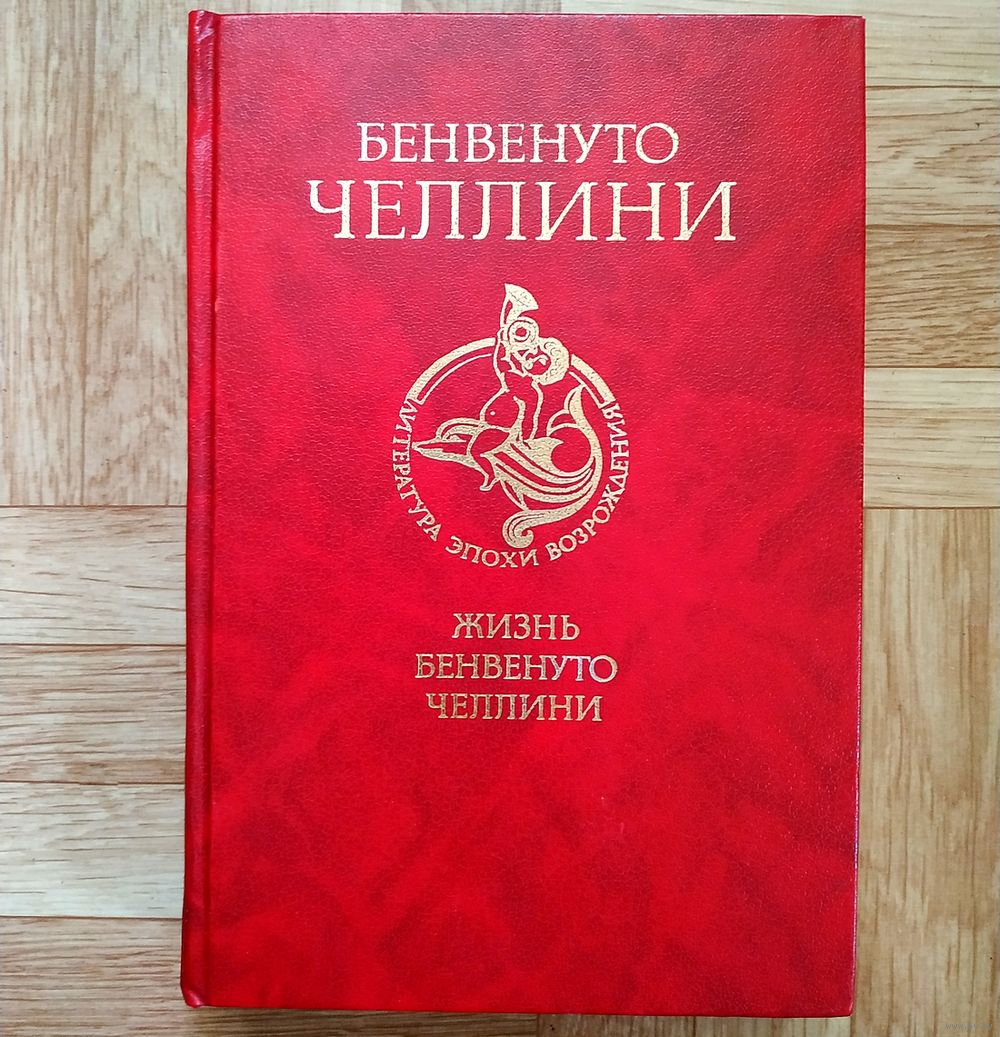 БЕНВЕНУТО
ЧЕЛЛИНИ
ЛИТЕРАТУРА ЭПОХИ ВОЗРОЖДЕНИЯ
ЖИЗНЬ
БЕНВЕНУТО
ЧЕЛЛИНИ